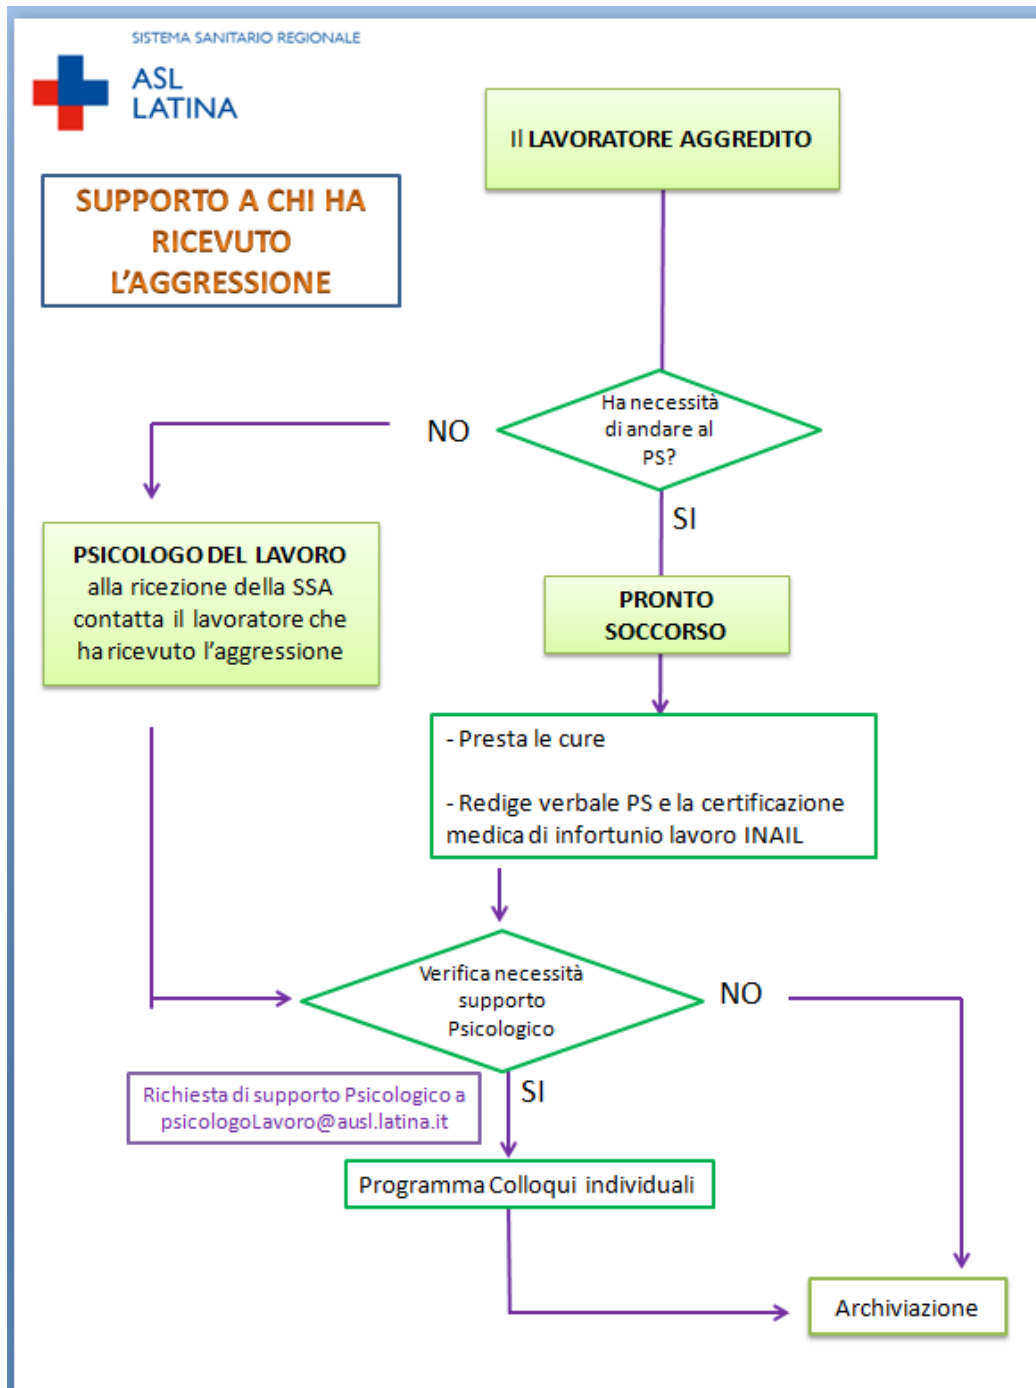 SISTEMA SANITARIO REGIONALE
ASL
LATINA
SUPPORTO A CHI HA
RICEVUTO
L'AGGRESSIONE
Il LAVORATORE AGGREDITO
Ha necessità
di andare al
PS?
NO
SI
PSICOLOGO DEL LAVORO
alla ricezione della SSA
contatta il lavoratore che
ha ricevuto l'aggressione
PRONTO
SOCCORSO
- Presta le cure
- Redige verbale PS e la certificazione
medica di infortunio lavoro INAIL
Verifica necessità
supporto
Psicologico
NO
SI
Richiesta di supporto Psicologico a
psicologoLavoro@ausl.latina.it
Programma Colloqui individuali
Archiviazione